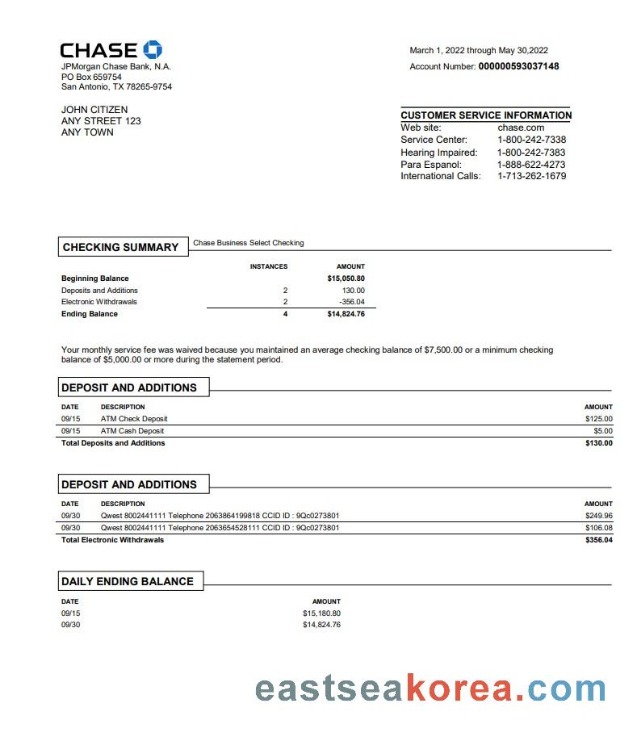 CHASE
JPMorgan Chase Bank, N.A.
PO Box 659754
San Antonio, TX 78265-9754
March 1, 2022 through May 30,2022
Account Number: 000000593037148
JOHN CITIZEN
ANY STREET 123
ANY TOWN
CUSTOMER SERVICE INFORMATION
Web site: chase.com
Service Center: 1-800-242-7338
Hearing Impaired: 1-800-242-7383
Para Espanol: 1-888-622-4273
International Calls: 1-713-262-1679
CHECKING SUMMARY Chase Business Select Checking
INSTANCES AMOUNT
Beginning Balance $15,050.80
Deposits and Additions 2 130.00
Electronic Withdrawals 2 -356.04
Ending Balance 4 $14,824.76
Your monthly service fee was waived because you maintained an average checking balance of $7,500.00 or a minimum checking
balance of $5,000.00 or more during the statement period.
DEPOSIT AND ADDITIONS
DATE DESCRIPTION AMOUNT
09/15 ATM Check Deposit $125.00
09/15 ATM Cash Deposit $5.00
Total Deposits and Additions $130.00
DEPOSIT AND ADDITIONS
DATE DESCRIPTION AMOUNT
09/30 Qwest 8002441111 Telephone 2063864199818 CCID ID : 9Qc0273801 $249.96
09/30 Qwest 8002441111 Telephone 2063654528111 CCID ID : 9Qc0273801 $106.08
Total Electronic Withdrawals $356.04
DAILY ENDING BALANCE
DATE AMOUNT
09/15 $15,180.80
09/30 $14,824.76
eastseakorea.com